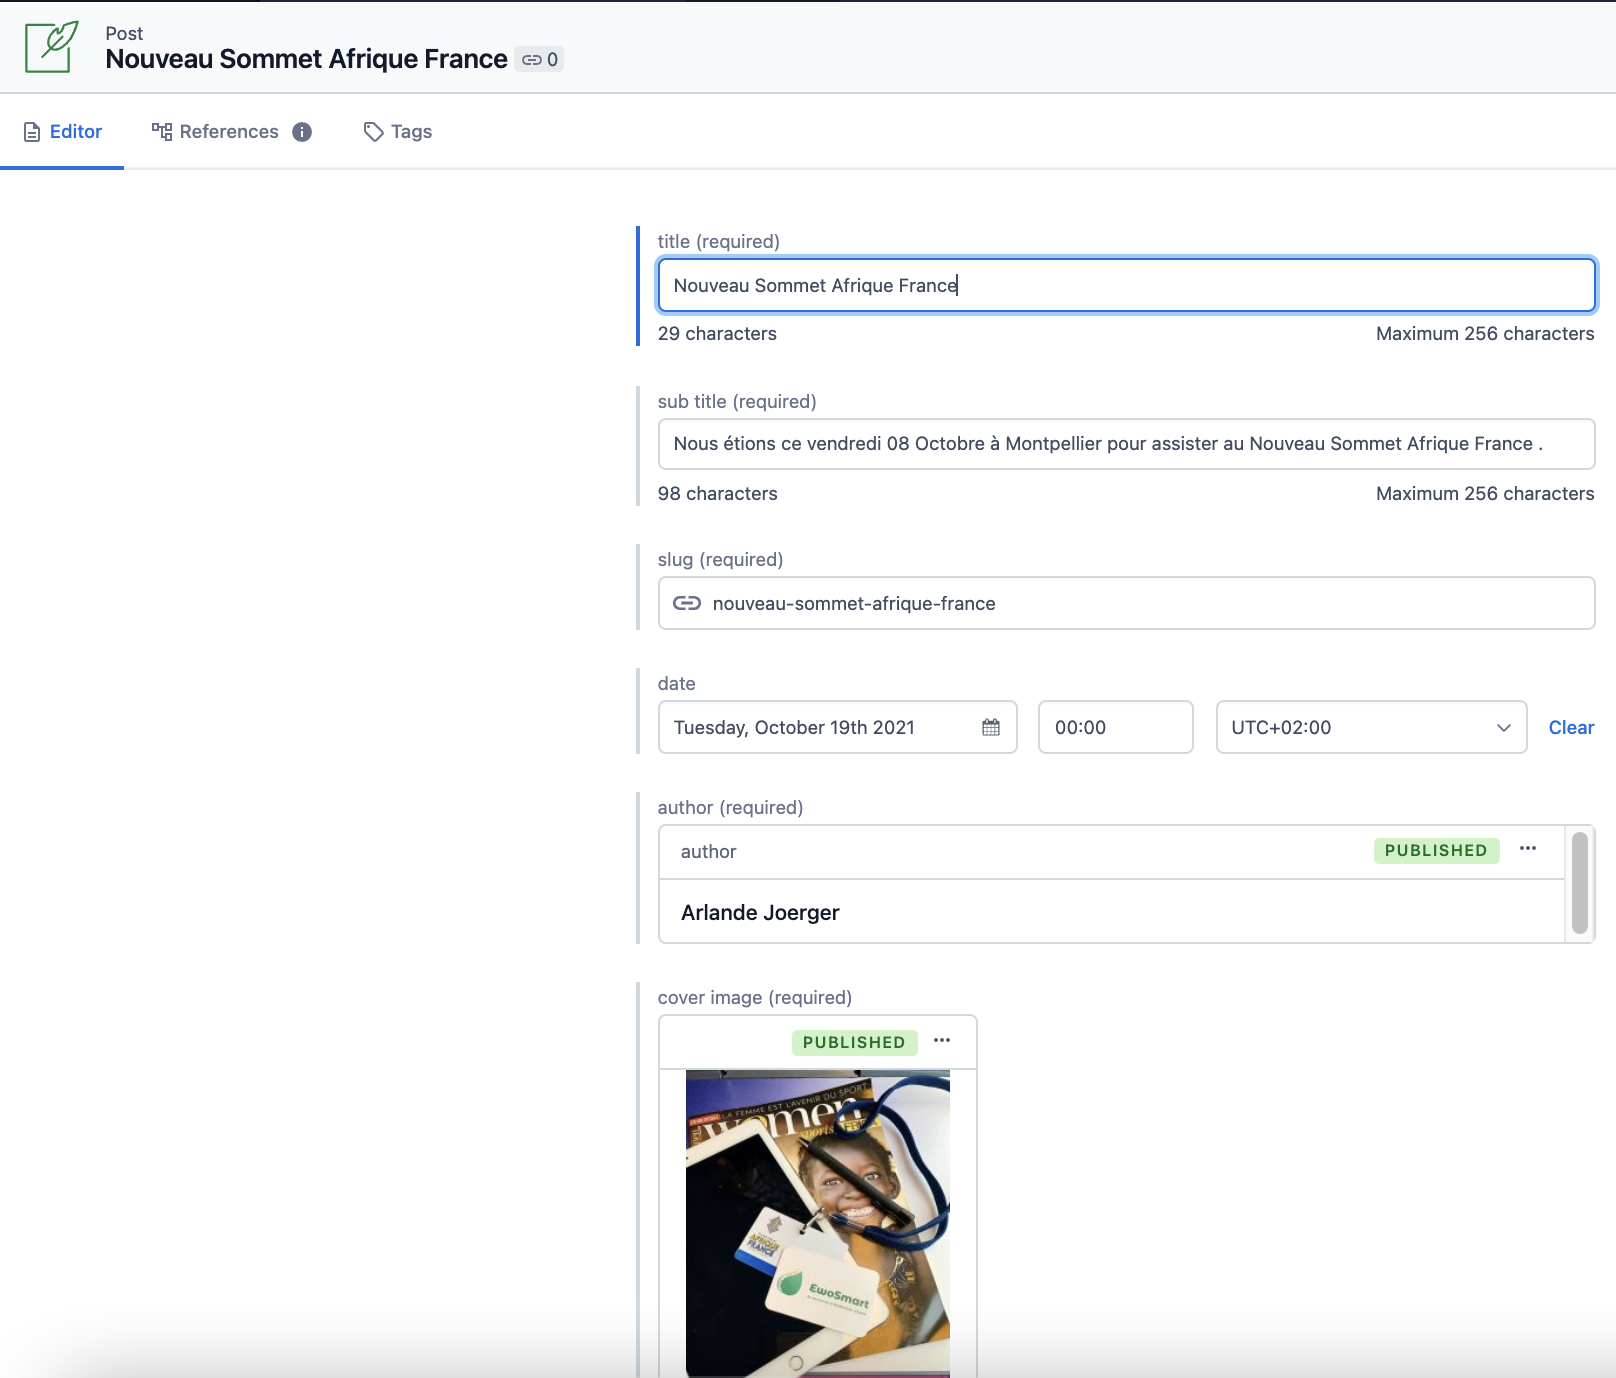 Post
Nouveau Sommet Afrique France 0
Editor References i Tags
title (required)
Nouveau Sommet Afrique France
29 characters Maximum 256 characters
sub title (required)
Nous étions ce vendredi 08 Octobre à Montpellier pour assister au Nouveau Sommet Afrique France .
98 characters Maximum 256 characters
slug (required)
nouveau-sommet-afrique-france
date
Tuesday, October 19th 2021 00:00 UTC+02:00 Clear
author (required)
author PUBLISHED
Arlande Joerger
cover image (required)
PUBLISHED
LA FEMME EST L'AVENIR DU SPORT
women
sports AFRICA
AFRIQUE
FRANCE
EwoSmart